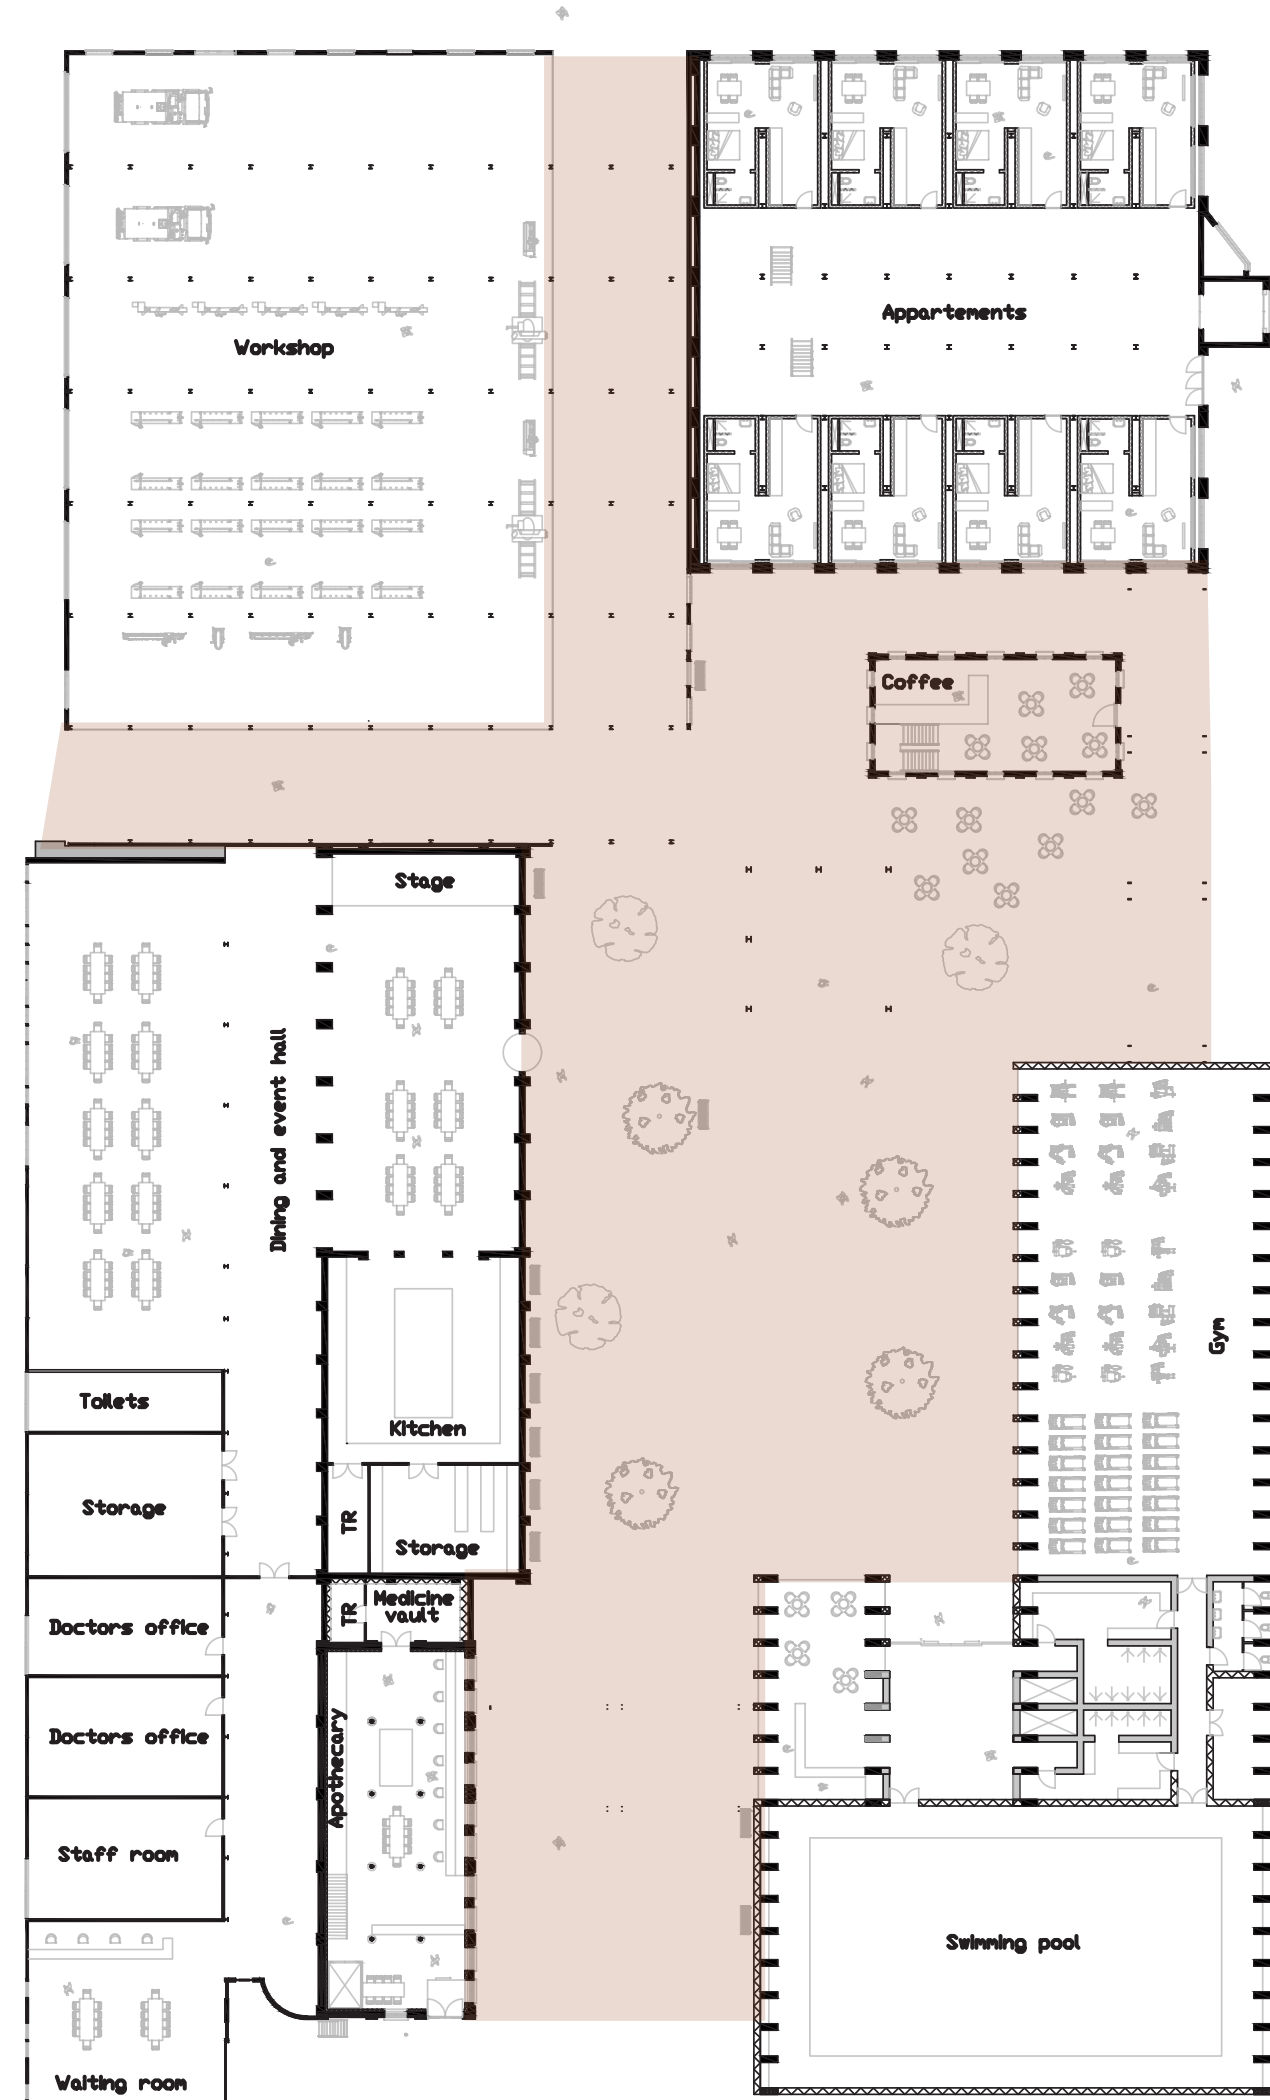 Workshop
Appartements
Coffee
Stage
Dining and event hall
Gym
Toilets
Kitchen
Storage
TR
Storage
Doctors office
TR
Medicine
vault
Doctors office
Apothecary
Staff room
Swimming pool
Waiting room